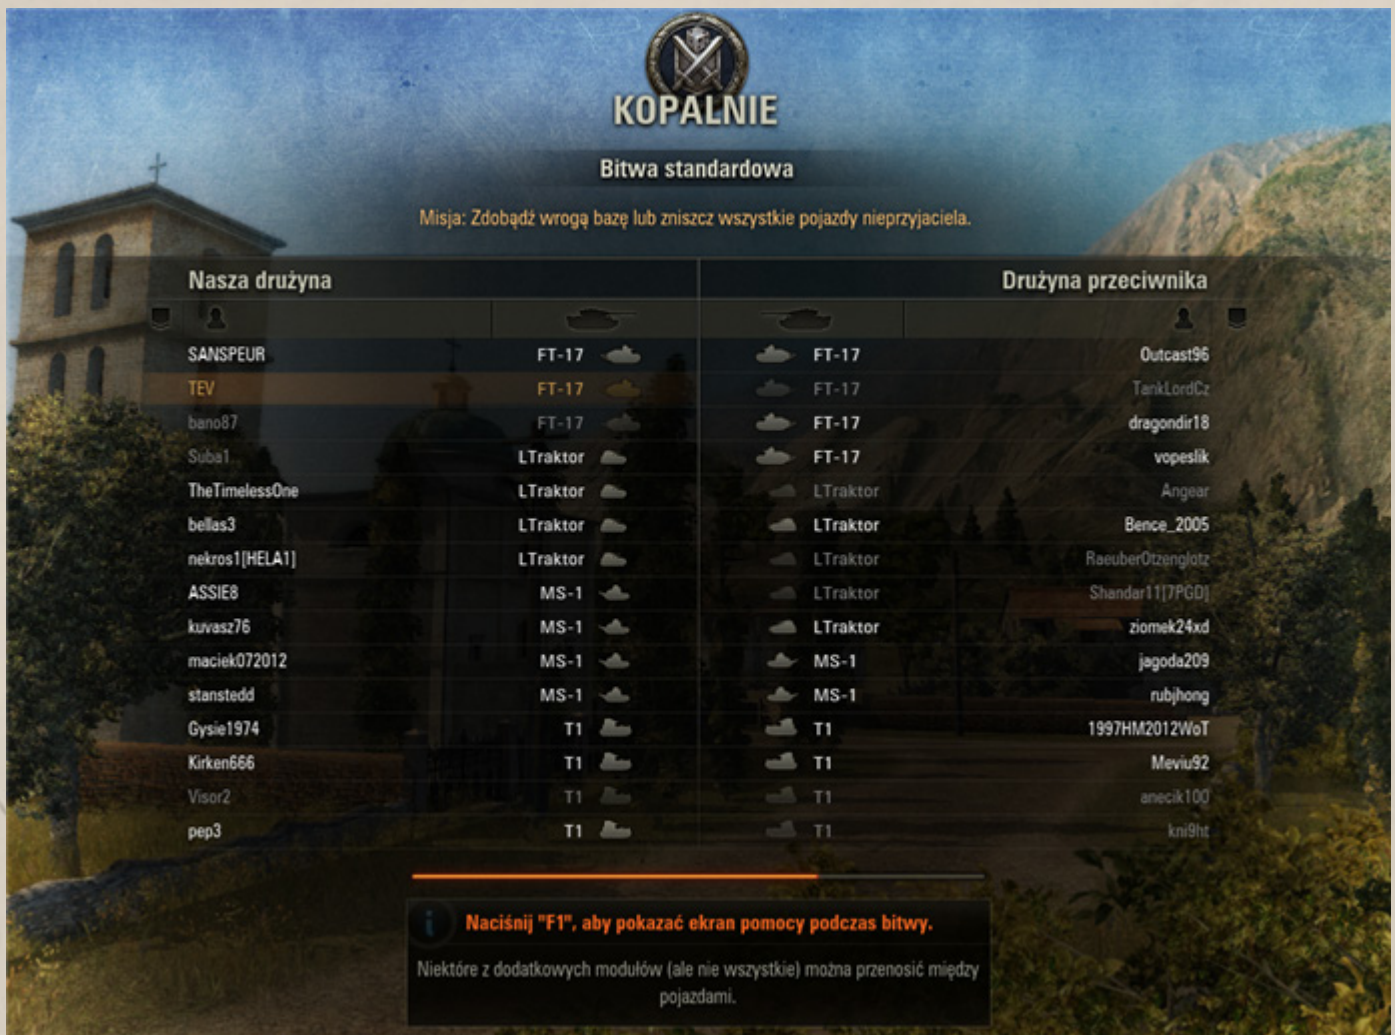 KOPALNIE
Bitwa standardowa
Misja: Zdobądź wrogą bazę lub zniszcz wszystkie pojazdy nieprzyjaciela.
Nasza drużyna Drużyna przeciwnika
SANSPEUR FT-17 FT-17 Outcast96
TEV FT-17 FT-17 TankLordCz
bano87 FT-17 FT-17 dragondir18
Suba1 LTraktor FT-17 vopeslik
TheTimelessOne LTraktor LTraktor Angear
bellas3 LTraktor LTraktor Bence_2005
nekros1[HELA1] LTraktor LTraktor RaeuberOtzenglotz
ASSIE8 MS-1 LTraktor Shandar11[7PGD]
kuvasz76 MS-1 LTraktor ziomek24xd
maciek072012 MS-1 MS-1 jagoda209
stanstedd MS-1 MS-1 rubjhong
Gysie1974 T1 T1 1997HM2012WoT
Kirken666 T1 T1 Meviu92
Visor2 T1 T1 anecik100
pep3 T1 T1 kni9ht
Naciśnij "F1", aby pokazać ekran pomocy podczas bitwy.
Niektóre z dodatkowych modułów (ale nie wszystkie) można przenosić między
pojazdami.